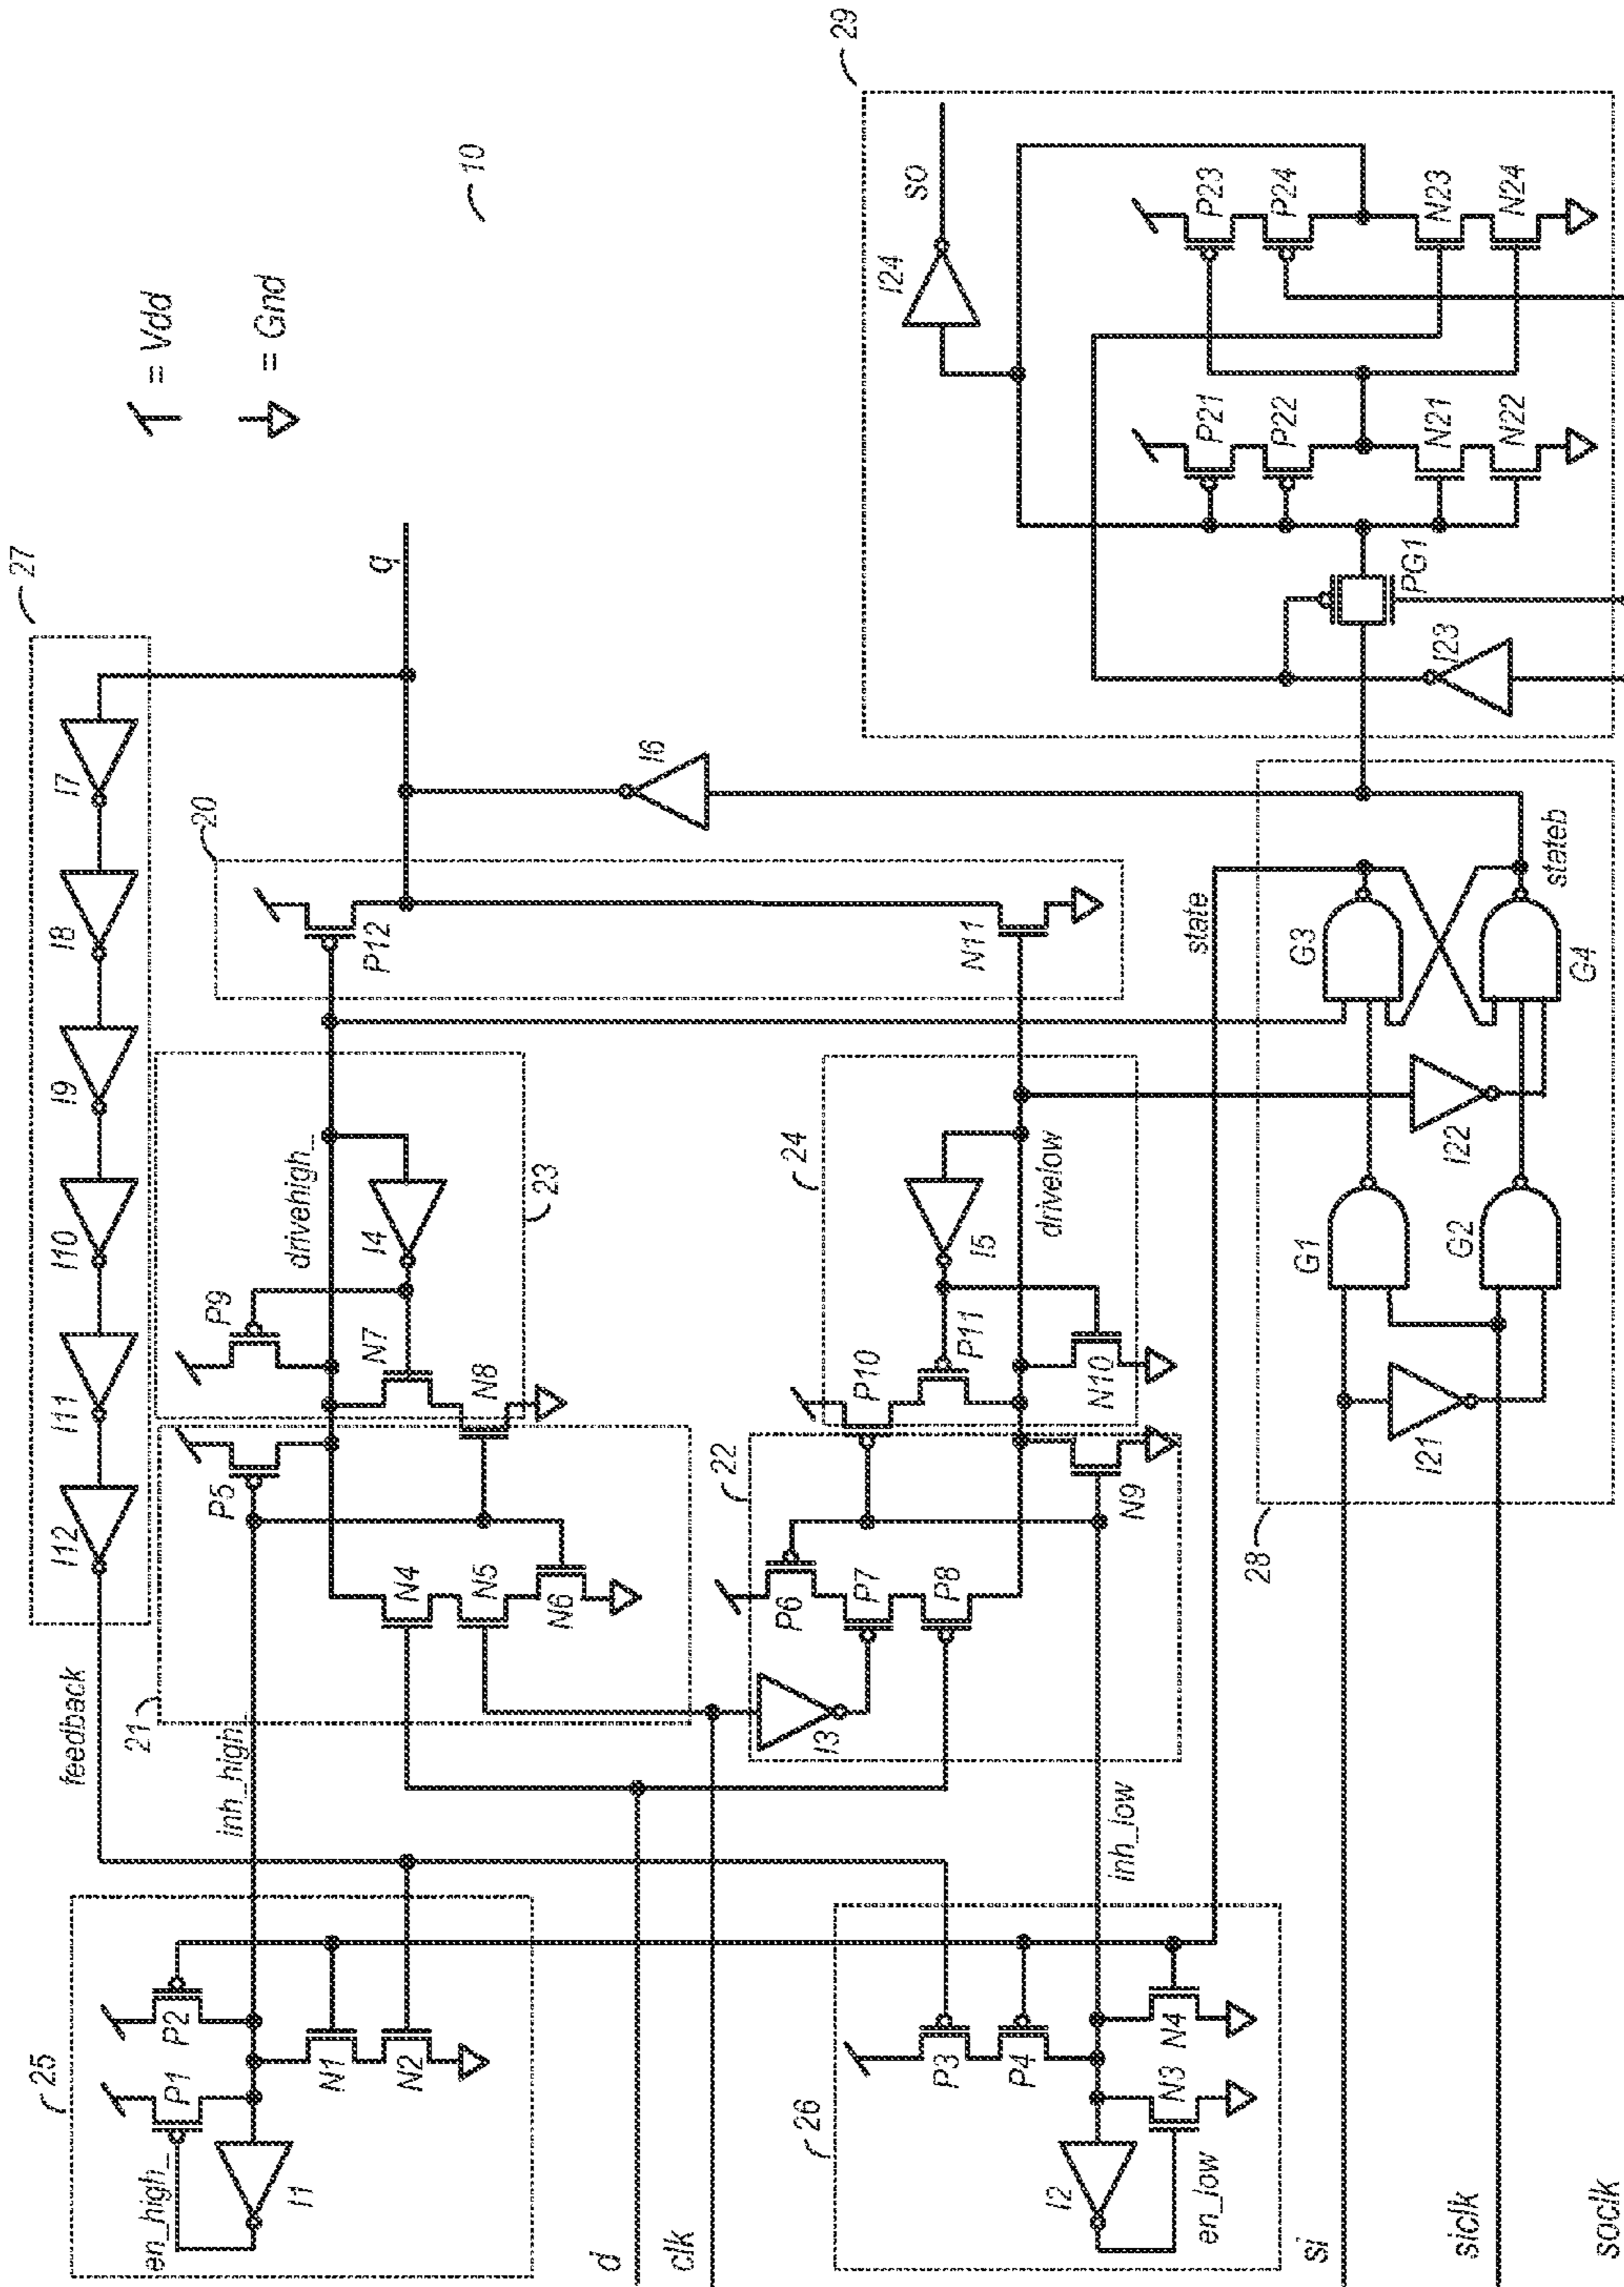 27
I12
I11
I10
I9
I8
I7
feedback
= Vdd
= Gnd
10
25
en_high_
P1
P2
I1
N1
N2
inh_high_
21
P5
N4
N5
N6
P9
N7
N8
drivehigh_
I4
23
20
P12
q
d
clk
I3
22
P6
P7
P8
N9
P10
P11
N10
24
I5
drivelow
N11
I6
26
P3
P4
I2
N3
N4
en_low
inh_low
state
29
I24
so
P21
P22
N21
N22
P23
P24
N23
N24
PG1
I23
28
si
siclk
soclk
I21
G1
G2
I22
G3
G4
stateb